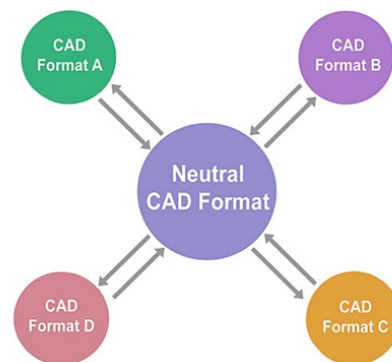 CAD
Format A
CAD
Format B
Neutral
CAD Format
CAD
Format D
CAD
Format C